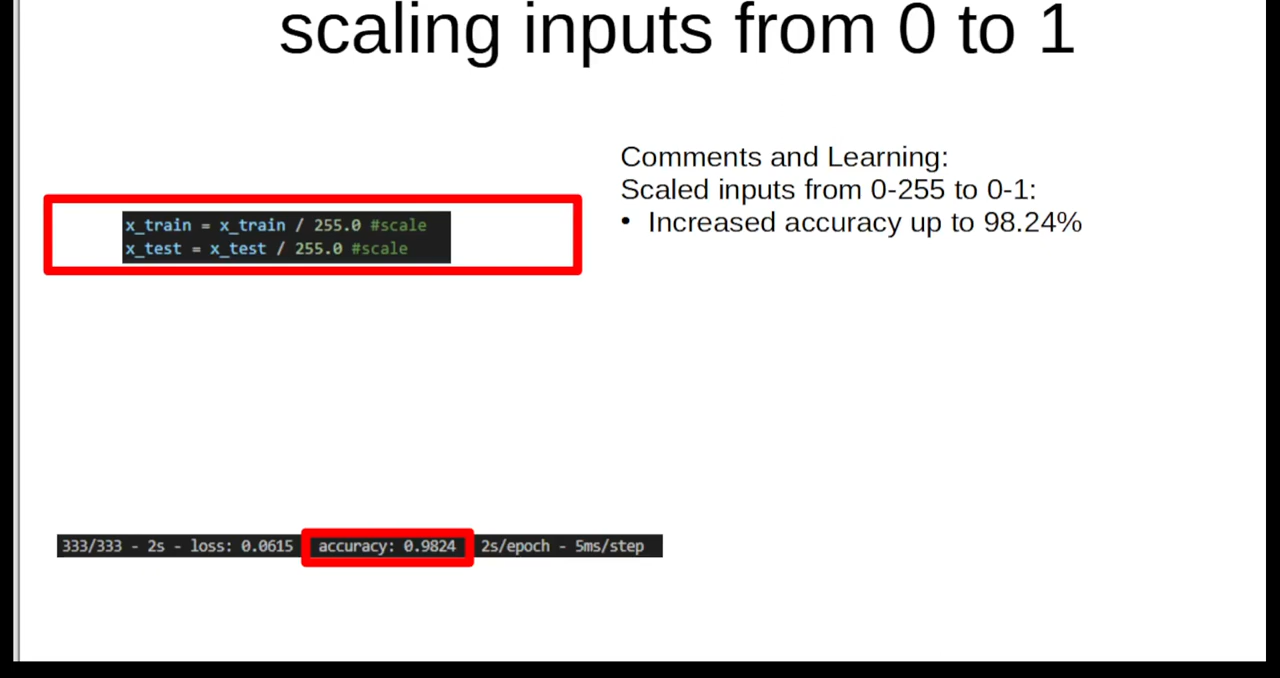 scaling inputs from 0 to 1
Comments and Learning:
Scaled inputs from 0-255 to 0-1:
• Increased accuracy up to 98.24%
x_train = x_train / 255.0 #scale
x_test = x_test / 255.0 #scale
333/333 - 2s - loss: 0.0615 accuracy: 0.9824 2s/epoch - 5ms/step